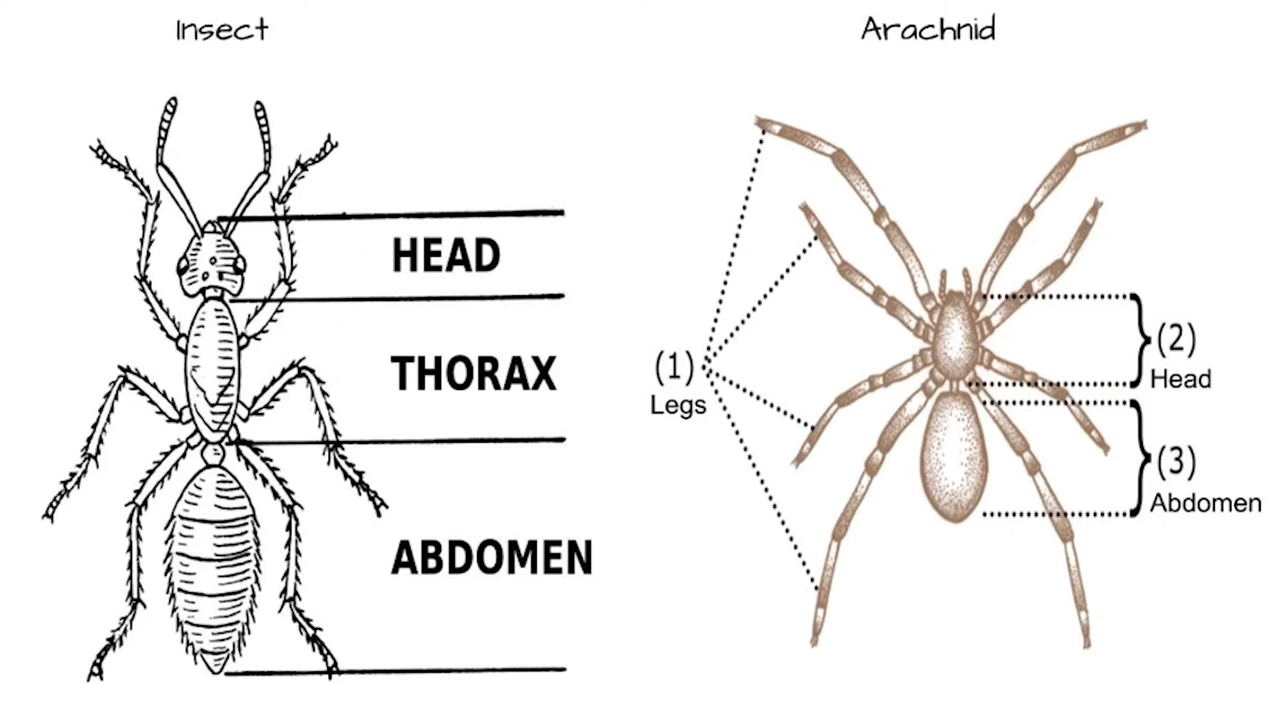 Insect
Arachnid
HEAD
THORAX
ABDOMEN
(1)
Legs
(2)
Head
(3)
Abdomen